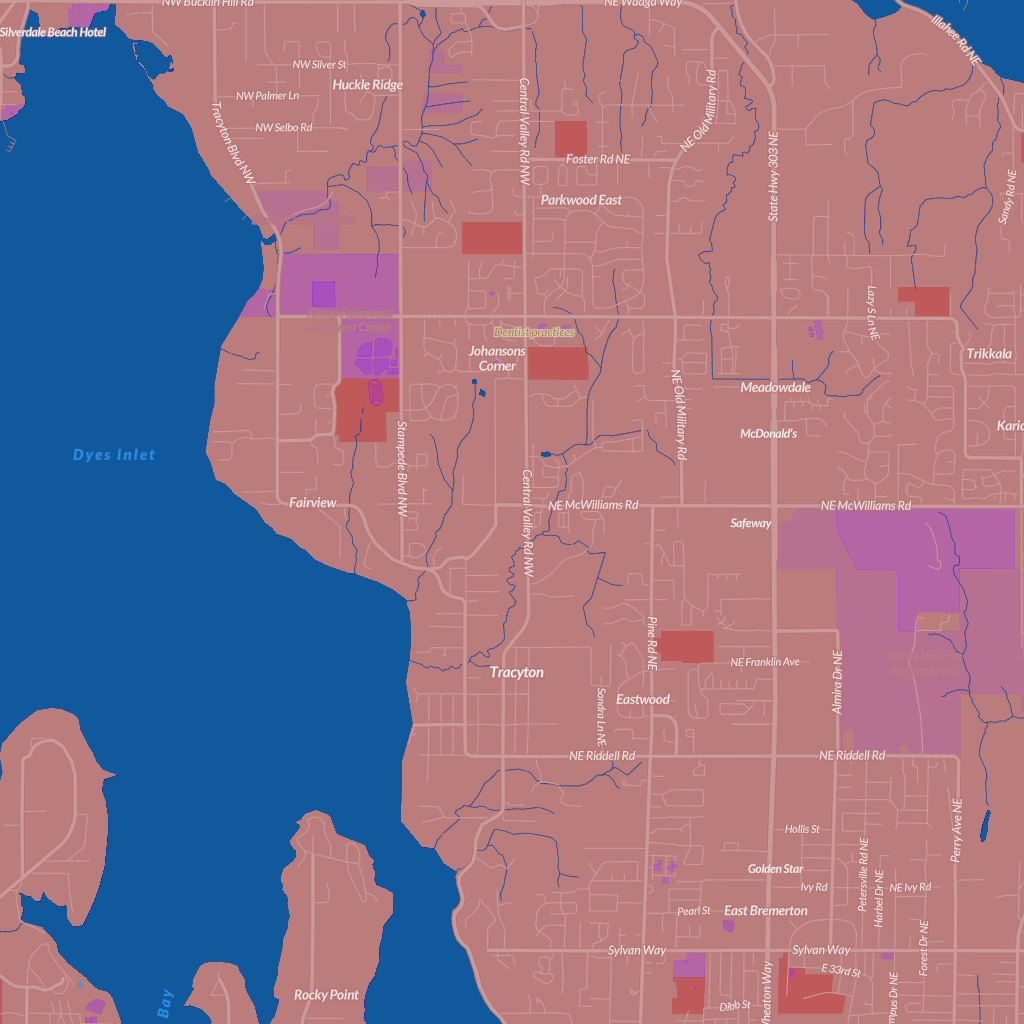 NW Bucklin Hill Rd
NE Waaga Way
Illahee Rd NE
Silverdale Beach Hotel
NW Silver St
Huckle Ridge
NW Palmer Ln
NW Selbo Rd
Tracyton Blvd NW
Central Valley Rd NW
NE Old Military Rd
State Hwy 303 NE
Foster Rd NE
Parkwood East
Sandy Rd NE
Lazy S Ln NE
Dentist practices
Johansons
Corner
Trikkala
Meadowdale
NE Old Military Rd
McDonald's
Stampede Blvd NW
Dyes Inlet
Fairview
Central Valley Rd NW
NE McWilliams Rd
NE McWilliams Rd
Safeway
Pine Rd NE
NE Franklin Ave
Almira Dr NE
Tracyton
Eastwood
Sandra Ln NE
NE Riddell Rd
NE Riddell Rd
Perry Ave NE
Hollis St
Golden Star
Petersville Rd NE
Harbel Dr NE
Ivy Rd
NE Ivy Rd
Pearl St
East Bremerton
Forest Dr NE
Sylvan Way
Sylvan Way
E 33rd St
Wheaton Way
Dibb St
Rocky Point
Bay